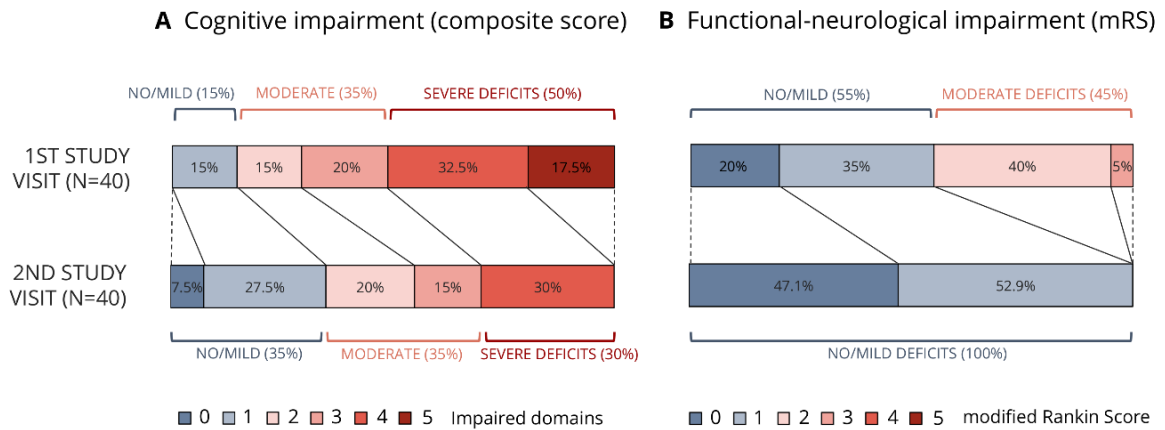 A Cognitive impairment (composite score)
B Functional-neurological impairment (mRS)
NO/MILD (15%) MODERATE (35%) SEVERE DEFICITS (50%)
NO/MILD (55%) MODERATE DEFICITS (45%)
1ST STUDY
VISIT (N=40)
15% 15% 20% 32.5% 17.5%
20% 35% 40% 5%
2ND STUDY
VISIT (N=40)
7.5% 27.5% 20% 15% 30%
47.1% 52.9%
NO/MILD (35%) MODERATE (35%) SEVERE DEFICITS (30%)
NO/MILD DEFICITS (100%)
0 1 2 3 4 5 Impaired domains
0 1 2 3 4 5 modified Rankin Score